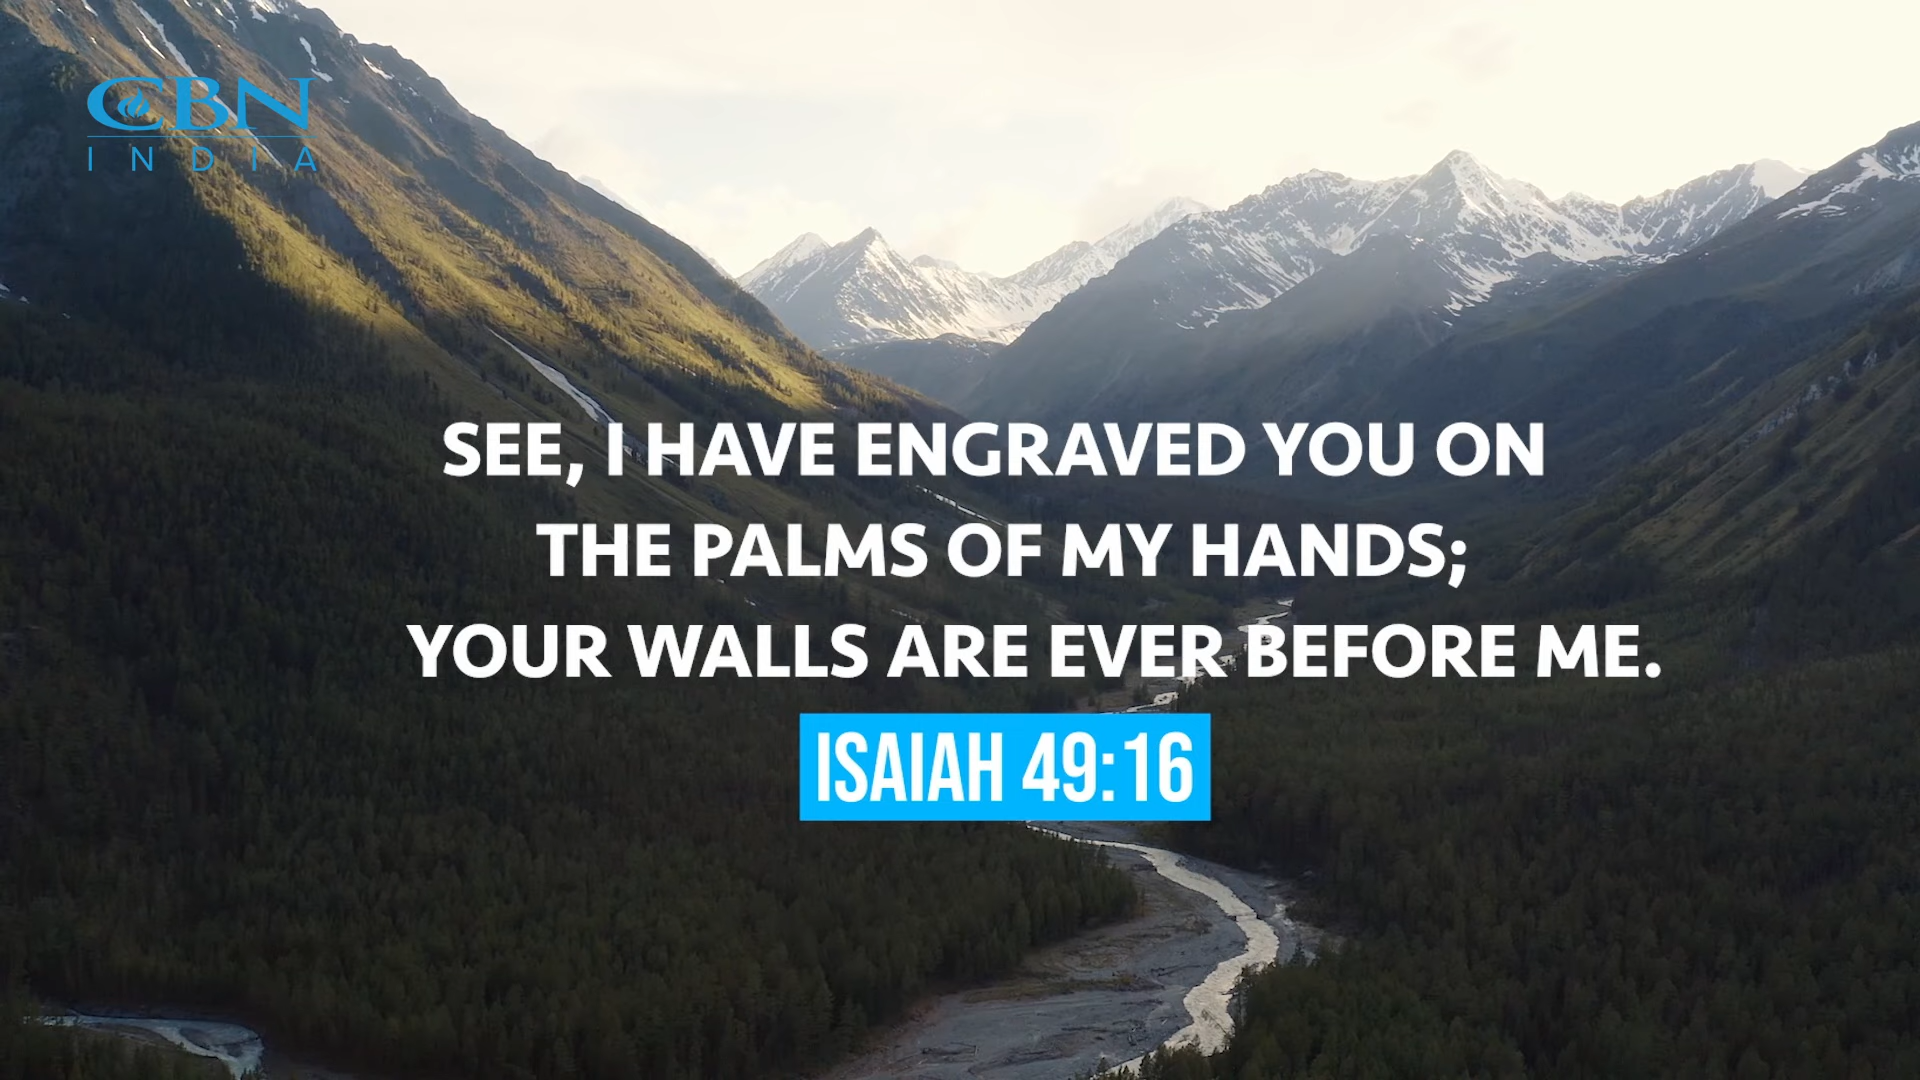 CBN
INDIA
SEE, I HAVE ENGRAVED YOU ON
THE PALMS OF MY HANDS;
YOUR WALLS ARE EVER BEFORE ME.
ISAIAH 49:16